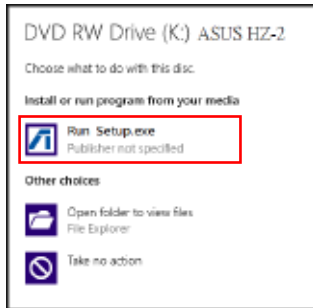 DVD RW Drive (K:) ASUS HZ-2
Choose what to do with this disc.
Install or run program from your media
Run Setup.exe
Publisher not specified
Other choices
Open folder to view files
File Explorer
Take no action